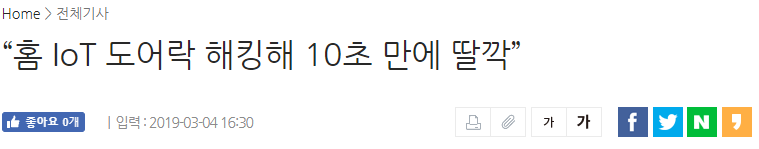 Home > 전체기사
“홈 IoT 도어락 해킹해 10초 만에 딸깍”
좋아요 0개 | 입력 : 2019-03-04 16:30 가 가 f N